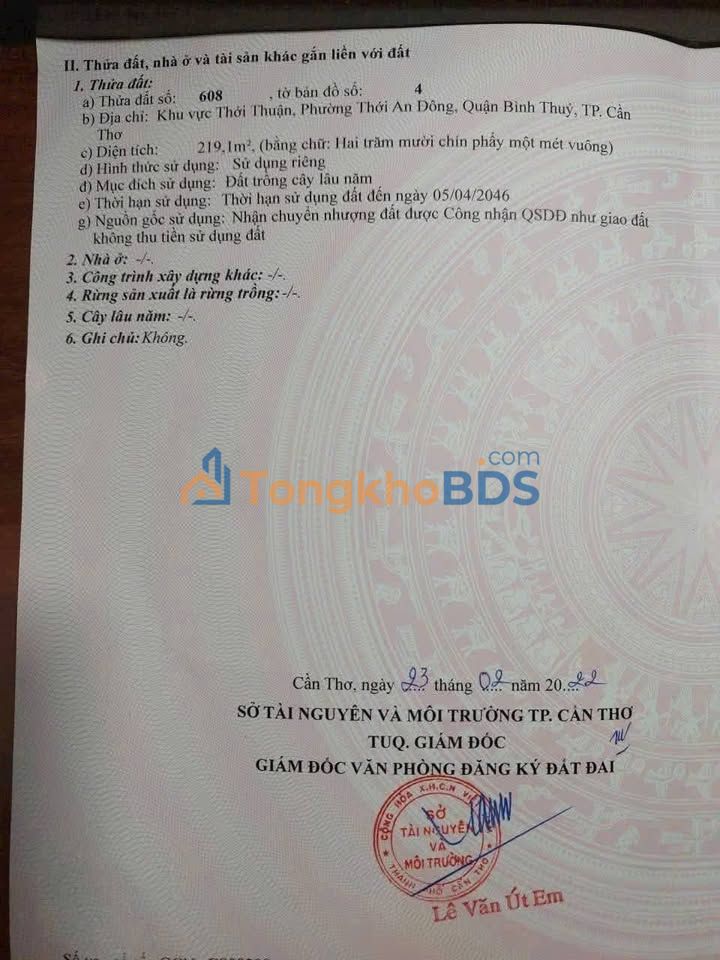 II. Thửa đất, nhà ở và tài sản khác gắn liền với đất
1. Thửa đất:
a) Thửa đất số: 608 , tờ bản đồ số: 4
b) Địa chỉ: Khu vực Thới Thuận, Phường Thới An Đông, Quận Bình Thuỷ, TP. Cần
Thơ
c) Diện tích: 219,1m², (bằng chữ: Hai trăm mười chín phẩy một mét vuông)
d) Hình thức sử dụng: Sử dụng riêng
đ) Mục đích sử dụng: Đất trồng cây lâu năm
e) Thời hạn sử dụng: Thời hạn sử dụng đất đến ngày 05/04/2046
g) Nguồn gốc sử dụng: Nhận chuyển nhượng đất được Công nhận QSDĐ như giao đất
không thu tiền sử dụng đất
2. Nhà ở: -/-.
3. Công trình xây dựng khác: -/-.
4. Rừng sản xuất là rừng trồng: -/-.
5. Cây lâu năm: -/-.
6. Ghi chú: Không.
TongkhoBDS.com
Cần Thơ, ngày 23 tháng 02 năm 2022
SỞ TÀI NGUYÊN VÀ MÔI TRƯỜNG TP. CẦN THƠ
TUQ. GIÁM ĐỐC
GIÁM ĐỐC VĂN PHÒNG ĐĂNG KÝ ĐẤT ĐAI
CỘNG HÒA X.H.C.N
SỞ
TÀI NGUYÊN
VÀ
MÔI TRƯỜNG
THÀNH PHỐ CẦN THƠ
Lê Văn Út Em